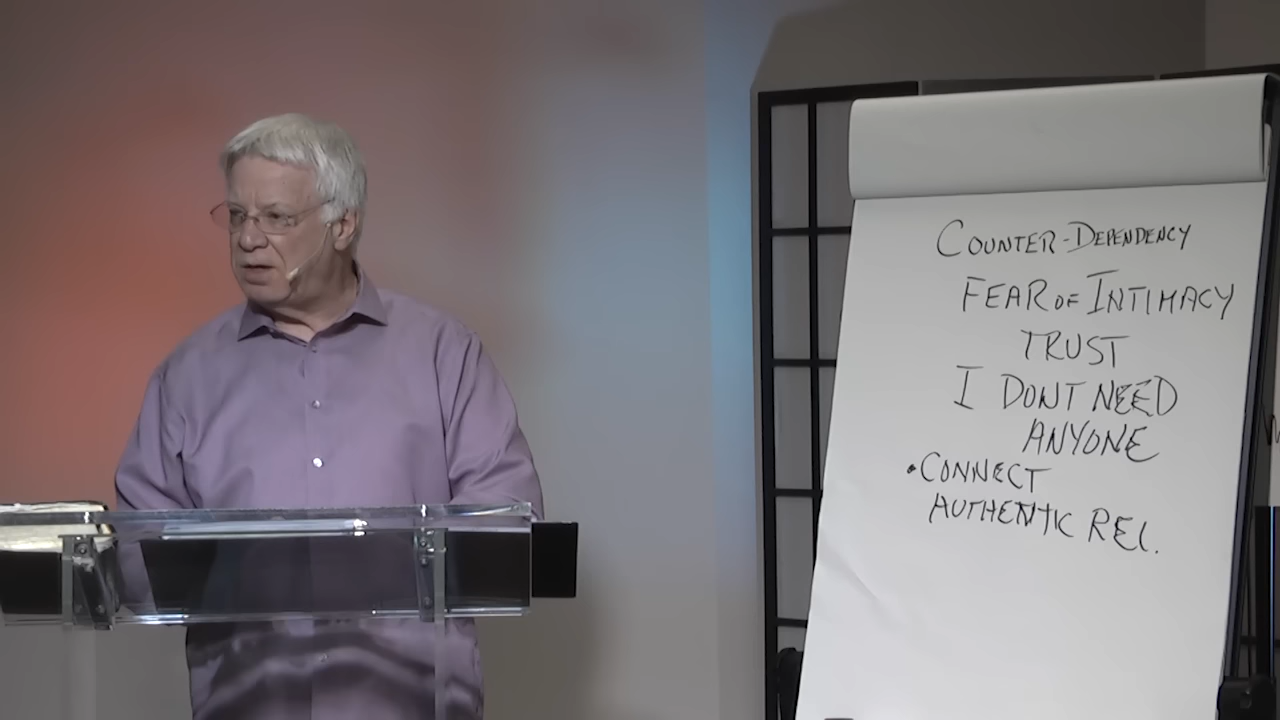 COUNTER-DEPENDENCY
FEAR OF INTIMACY
TRUST
I DONT NEED
ANYONE
•CONNECT
AUTHENTIC REL.